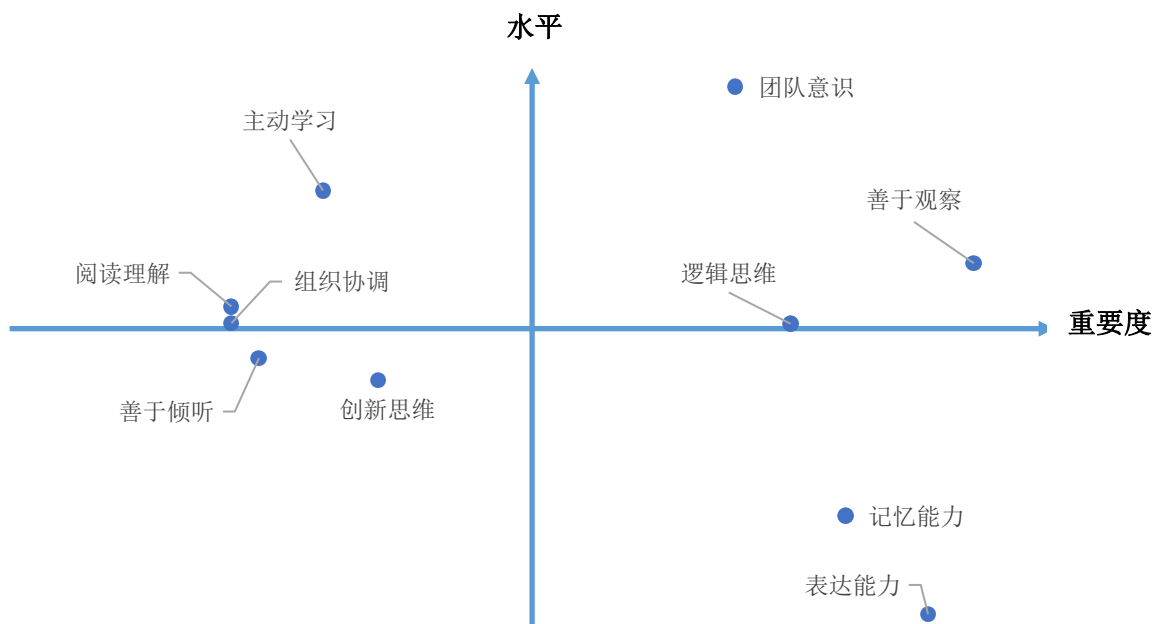 水平
团队意识
主动学习
善于观察
阅读理解
组织协调
逻辑思维
重要度
善于倾听
创新思维
记忆能力
表达能力